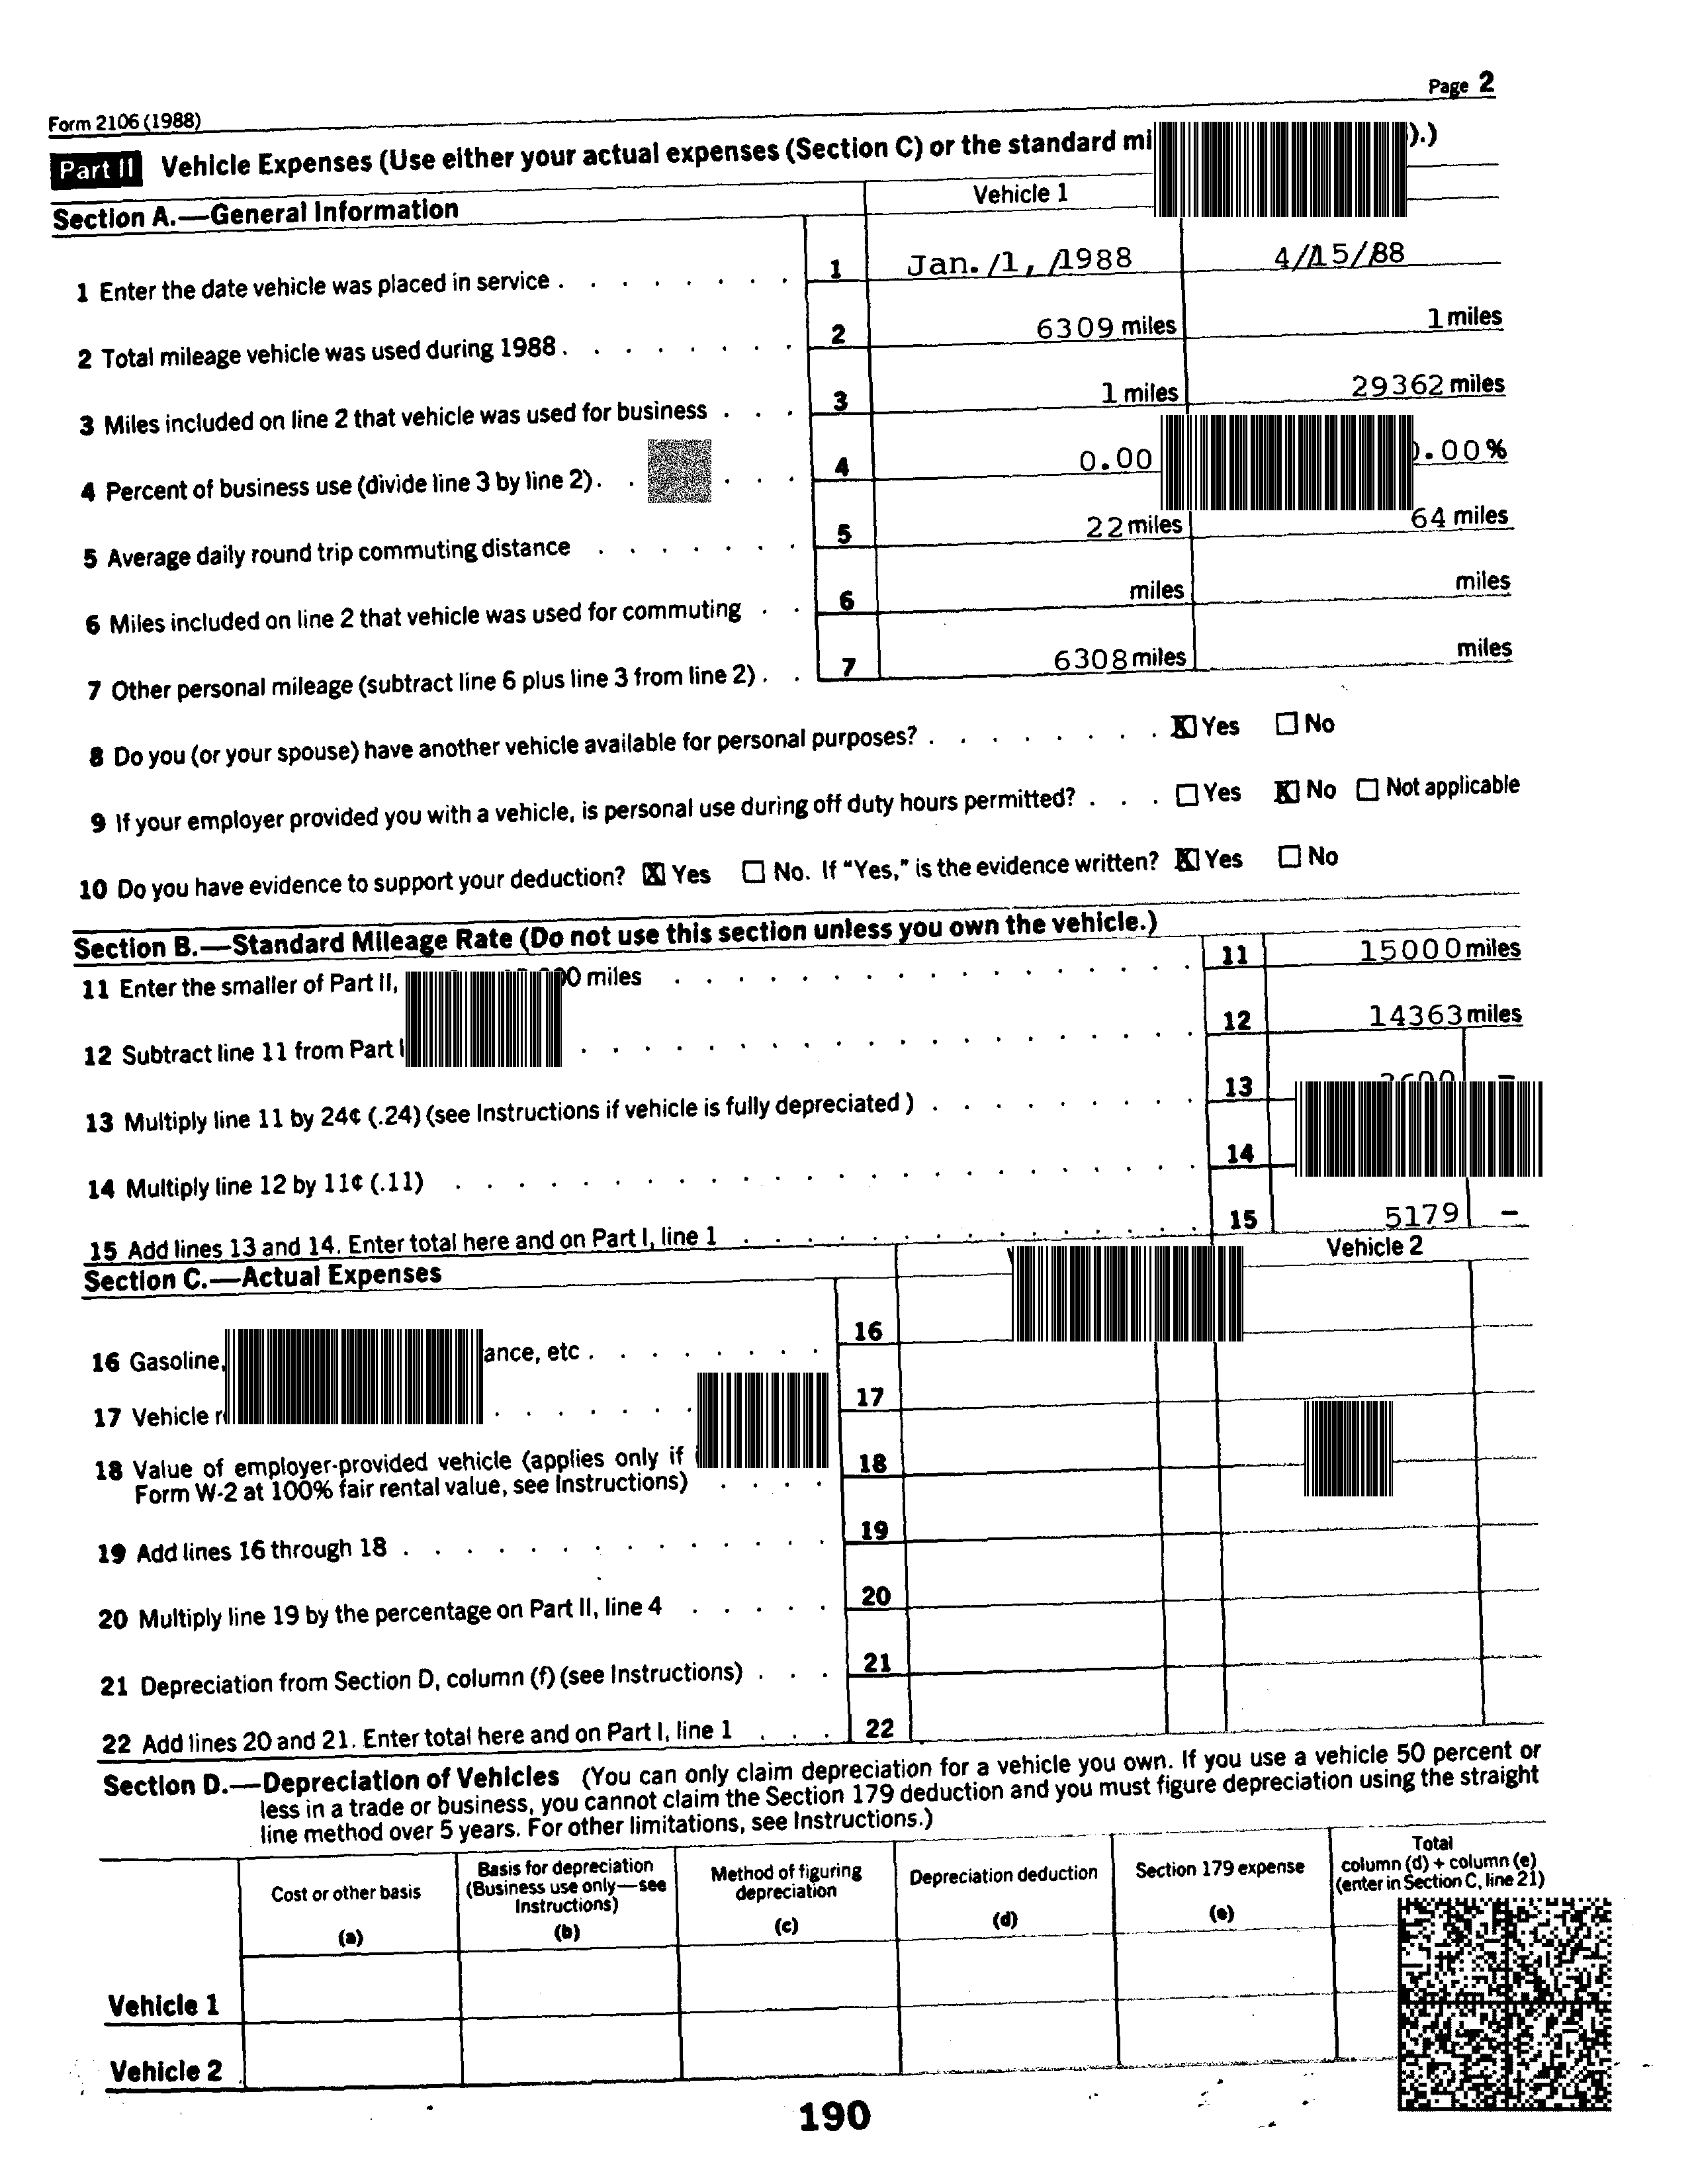 Page 2
Form 2106 (1988)
Part II Vehicle Expenses (Use either your actual expenses (Section C) or the standard ).)
Section A.—General Information Vehicle 1
1 Enter the date vehicle was placed in service . . . . . . . . 1 Jan. /1, /1988 4/15/88
2 Total mileage vehicle was used during 1988 . . . . . . . . 2 6309 miles 1 miles
3 Miles included on line 2 that vehicle was used for business . . . 3 1 miles 29362 miles
4 Percent of business use (divide line 3 by line 2) . . . . . 4 0.00 .00%
5 Average daily round trip commuting distance . . . . . . . 5 22 miles 64 miles
6 Miles included on line 2 that vehicle was used for commuting . . 6 miles miles
7 Other personal mileage (subtract line 6 plus line 3 from line 2) . . 7 6308 miles miles
8 Do you (or your spouse) have another vehicle available for personal purposes? . . . . . . . . X Yes No
9 If your employer provided you with a vehicle, is personal use during off duty hours permitted? . . . Yes X No Not applicable
10 Do you have evidence to support your deduction? X Yes No. If “Yes,” is the evidence written? X Yes No
Section B.—Standard Mileage Rate (Do not use this section unless you own the vehicle.)
11 Enter the smaller of Part II, miles . . . . . . . . . . . . . . . 11 15000 miles
12 Subtract line 11 from Part . . . . . . . . . . . . . . . 12 14363 miles
13 Multiply line 11 by 24¢ (.24) (see Instructions if vehicle is fully depreciated ) . . . . . . . . . 13
14 Multiply line 12 by 11¢ (.11) . . . . . . . . . . . . . . . . . . 14
15 Add lines 13 and 14. Enter total here and on Part I, line 1 . . . . . . . . . . . . 15 5179 –
Section C.—Actual Expenses Vehicle 2
16 Gasoline, etc . . . . . . . . 16
17 Vehicle . . . . . . . 17
18 Value of employer-provided vehicle (applies only if 18
Form W-2 at 100% fair rental value, see Instructions) . . . .
19 Add lines 16 through 18 . . . . . . . . . . . . . . . 19
20 Multiply line 19 by the percentage on Part II, line 4 . . . . . 20
21 Depreciation from Section D, column (f) (see Instructions) . . . 21
22 Add lines 20 and 21. Enter total here and on Part I, line 1 . . . 22
Section D.—Depreciation of Vehicles (You can only claim depreciation for a vehicle you own. If you use a vehicle 50 percent or
less in a trade or business, you cannot claim the Section 179 deduction and you must figure depreciation using the straight
line method over 5 years. For other limitations, see Instructions.)
Cost or other basis (a)
Basis for depreciation (Business use only—see Instructions) (b)
Method of figuring depreciation (c)
Depreciation deduction (d)
Section 179 expense (e)
Total column (d) + column (e) (enter in Section C, line 21)
Vehicle 1
Vehicle 2
190